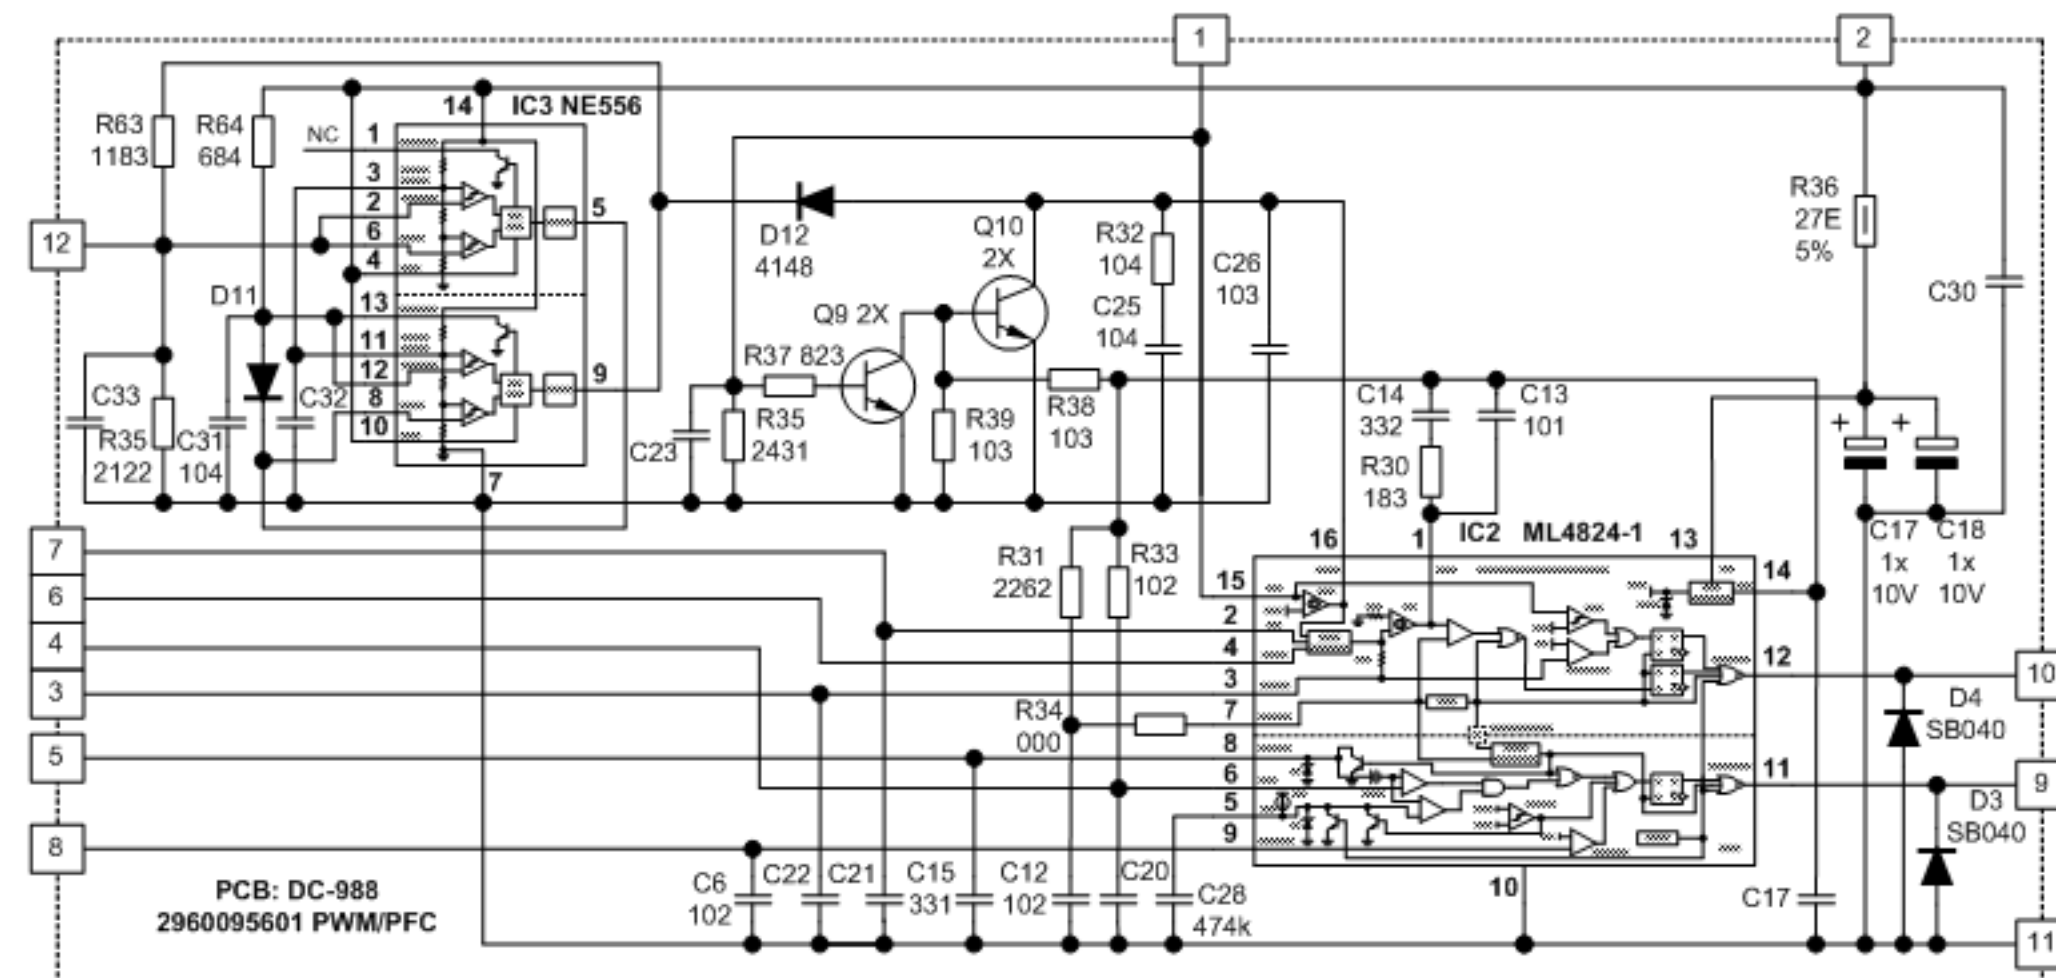 1
2
14
IC3 NE556
R63
1183
R64
684
NC
1
3
2
6
4
5
12
D11
13
11
12
8
10
9
7
C33
R35
2122
C31
104
C32
D12
4148
Q10
2X
R32
104
C26
103
C25
104
Q9 2X
R37 823
C23
R35
2431
R39
103
R38
103
R36
27E
5%
C30
C14
332
C13
101
R30
183
+
+
C17
1x
10V
C18
1x
10V
7
6
4
3
5
8
R31
2262
R33
102
R34
000
16
1
IC2 ML4824-1
13
15
2
4
3
7
8
6
5
9
14
12
11
10
10
9
11
D4
SB040
D3
SB040
C6
102
C22
C21
C15
331
C12
102
C20
C28
474k
C17
PCB: DC-988
2960095601 PWM/PFC